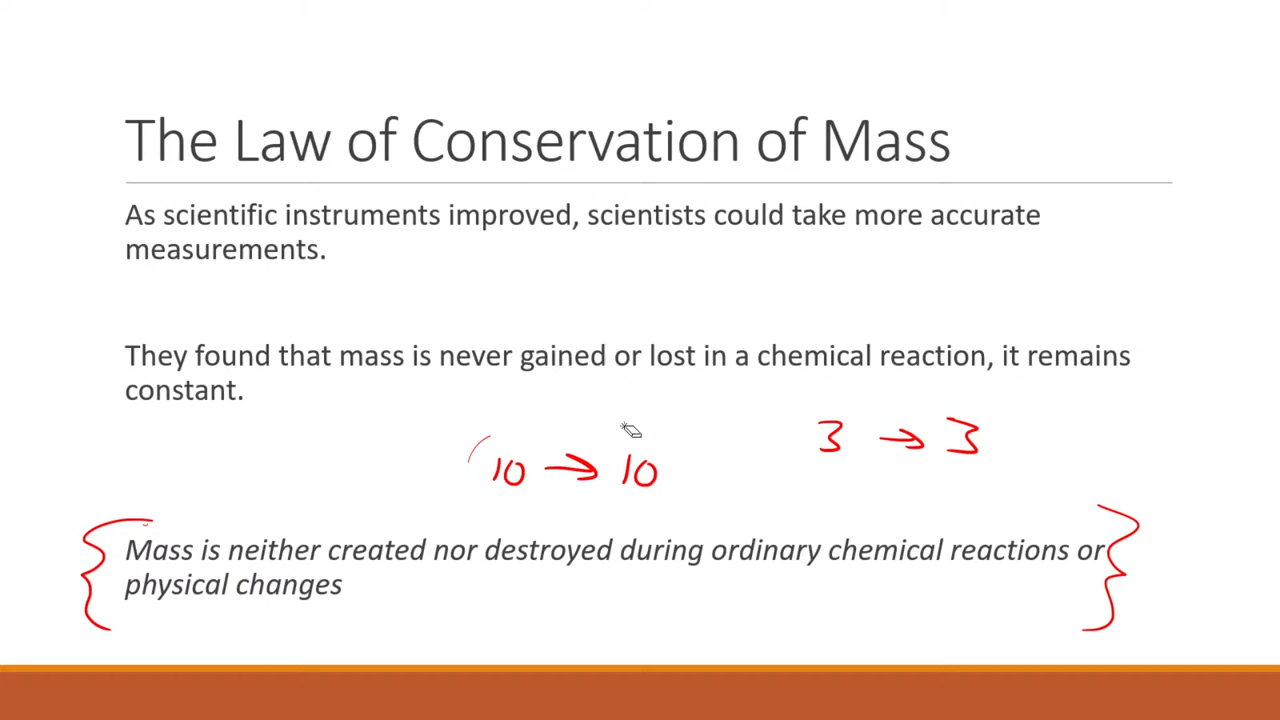 The Law of Conservation of Mass
As scientific instruments improved, scientists could take more accurate
measurements.
They found that mass is never gained or lost in a chemical reaction, it remains
constant.
3 → 3
10 → 10
Mass is neither created nor destroyed during ordinary chemical reactions or
physical changes